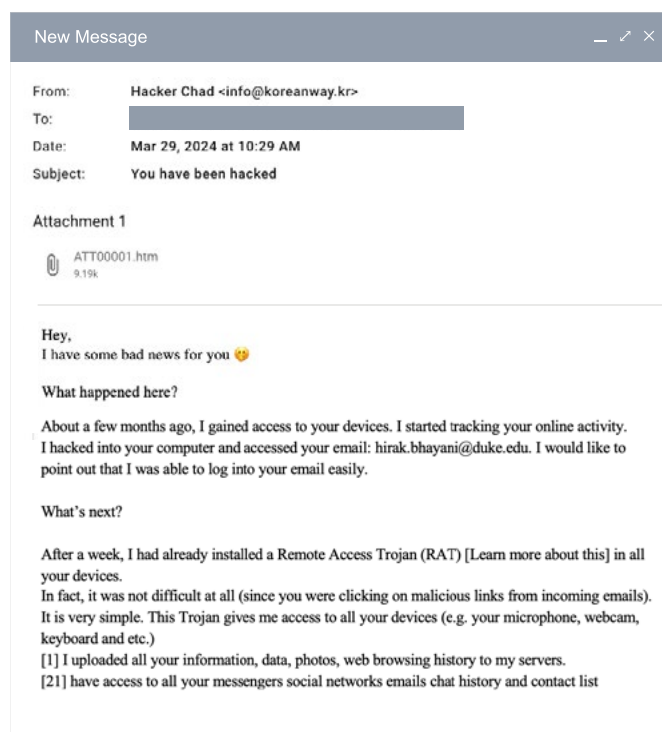 New Message
From: Hacker Chad <info@koreanway.kr>
To:
Date: Mar 29, 2024 at 10:29 AM
Subject: You have been hacked
Attachment 1
ATT00001.htm
9.19k
Hey,
I have some bad news for you 🤫
What happened here?
About a few months ago, I gained access to your devices. I started tracking your online activity.
I hacked into your computer and accessed your email: hirak.bhayani@duke.edu. I would like to
point out that I was able to log into your email easily.
What's next?
After a week, I had already installed a Remote Access Trojan (RAT) [Learn more about this] in all
your devices.
In fact, it was not difficult at all (since you were clicking on malicious links from incoming emails).
It is very simple. This Trojan gives me access to all your devices (e.g. your microphone, webcam,
keyboard and etc.)
[1] I uploaded all your information, data, photos, web browsing history to my servers.
[21] have access to all your messengers social networks emails chat history and contact list